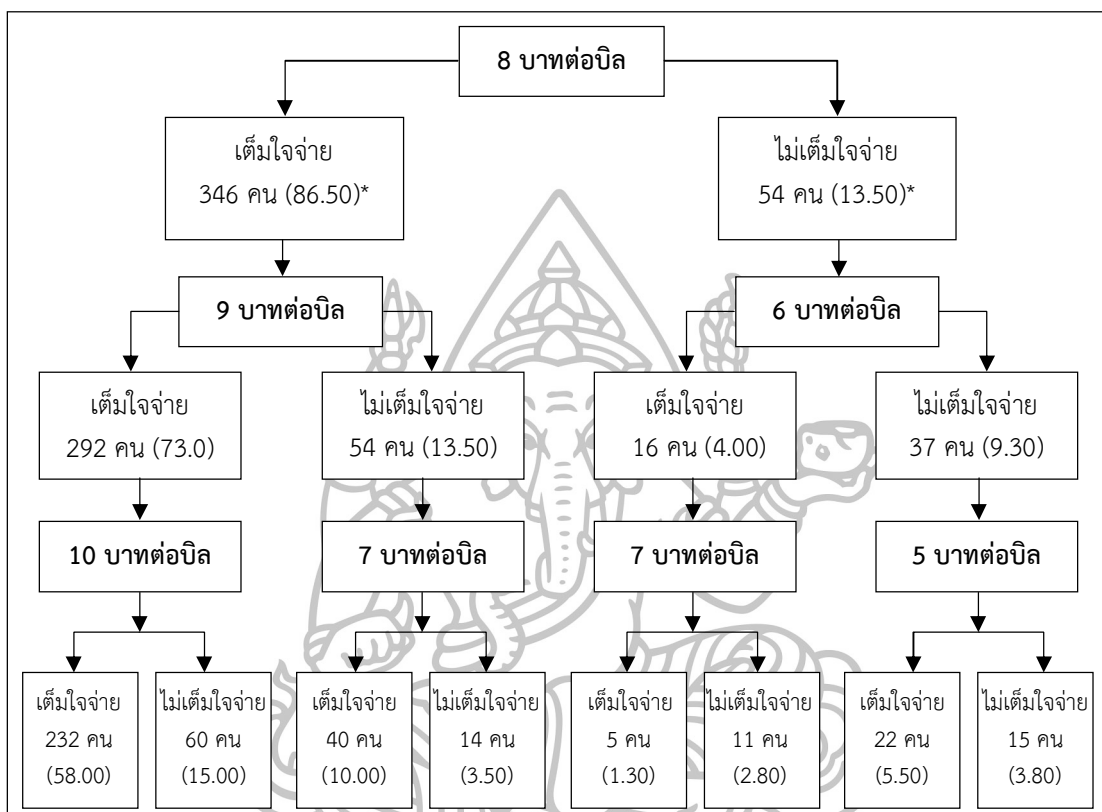 8 บาทต่อบิล
เต็มใจจ่าย
346 คน (86.50)*
ไม่เต็มใจจ่าย
54 คน (13.50)*
9 บาทต่อบิล
6 บาทต่อบิล
เต็มใจจ่าย
292 คน (73.0)
ไม่เต็มใจจ่าย
54 คน (13.50)
เต็มใจจ่าย
16 คน (4.00)
ไม่เต็มใจจ่าย
37 คน (9.30)
10 บาทต่อบิล
7 บาทต่อบิล
7 บาทต่อบิล
5 บาทต่อบิล
เต็มใจจ่าย
232 คน
(58.00)
ไม่เต็มใจจ่าย
60 คน
(15.00)
เต็มใจจ่าย
40 คน
(10.00)
ไม่เต็มใจจ่าย
14 คน
(3.50)
เต็มใจจ่าย
5 คน
(1.30)
ไม่เต็มใจจ่าย
11 คน
(2.80)
เต็มใจจ่าย
22 คน
(5.50)
ไม่เต็มใจจ่าย
15 คน
(3.80)